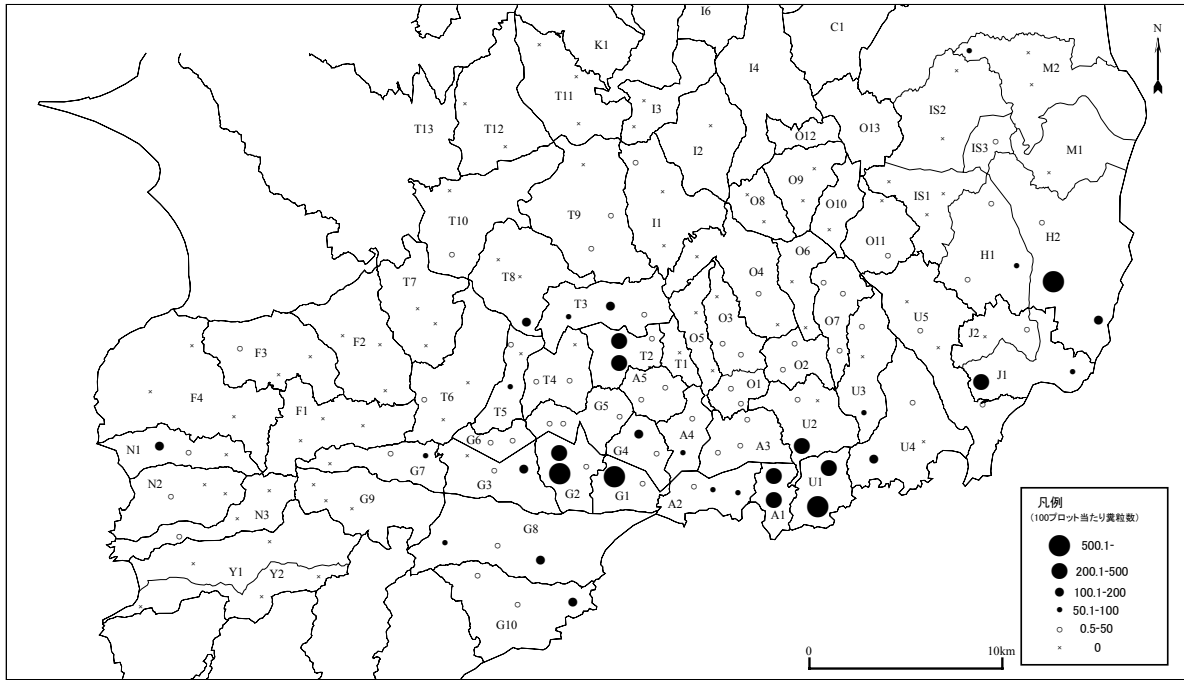 I6
C1
N
K1
I4
M2
T11
IS2
I3
T13
T12
O13
O12
IS3
M1
I2
O9
O8
O10
IS1
T10
T9
I1
H2
O11
O6
H1
T7
T8
O4
T3
O3
O7
U5
O5
J2
F3
F2
T2
T1
O2
J1
T4
A5
O1
F4
T6
U3
F1
T5
G5
U2
N1
G6
G4
A4
A3
U4
G7
G3
G2
G1
U1
N2
G9
A2
A1
N3
G8
Y1
Y2
G10
凡例
(100プロット当たり糞粒数)
500.1-
200.1-500
100.1-200
50.1-100
0.5-50
0
0
10km